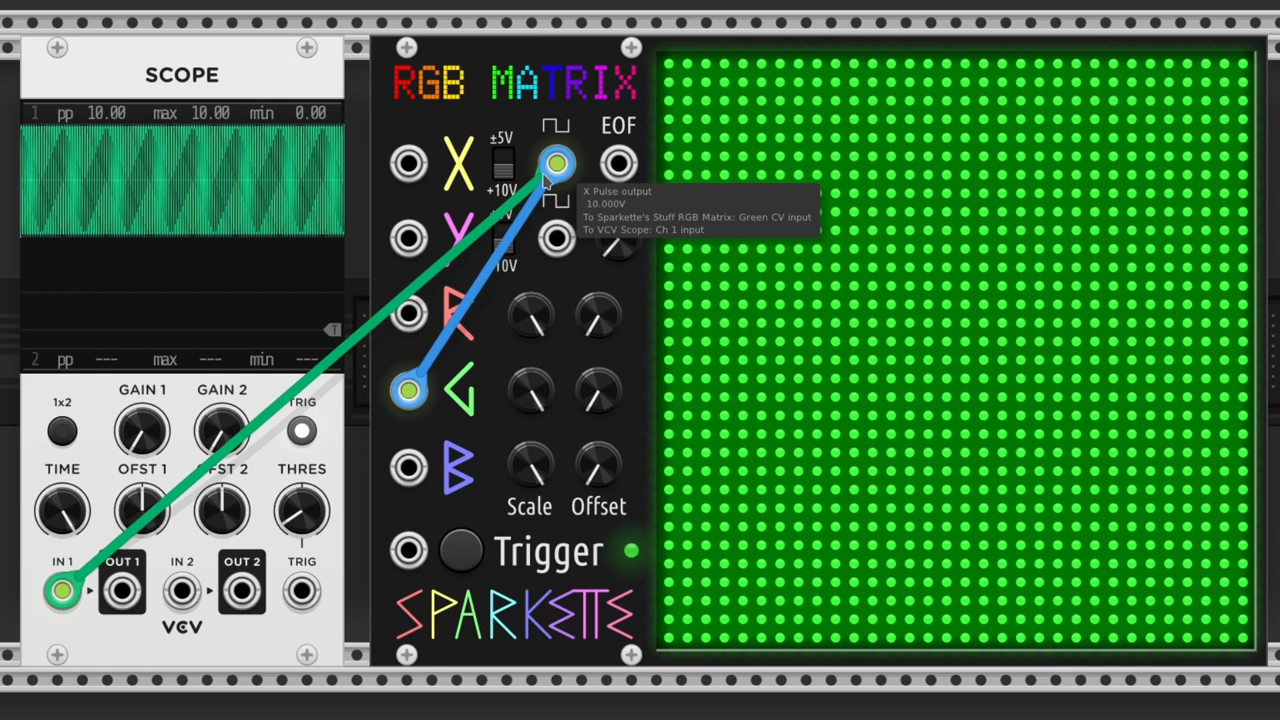 SCOPE
1 pp 10.00 max 10.00 min 0.00
T
2 pp --- max --- min ---
1x2
GAIN 1
GAIN 2
TRIG
TIME
OFST 1
OFST 2
THRES
IN 1
OUT 1
IN 2
OUT 2
TRIG
VCV
RGB MATRIX
X
±5V
+10V
EOF
X Pulse output
10.000V
To Sparkette's Stuff RGB Matrix: Green CV input
To VCV Scope: Ch 1 input
Y
R
G
B
Scale
Offset
Trigger
SPARKETTE